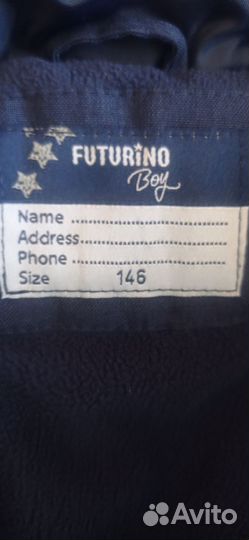 FUTURINO
Boy
Name ..............................
Address..........................
Phone ............................
Size 146
Avito